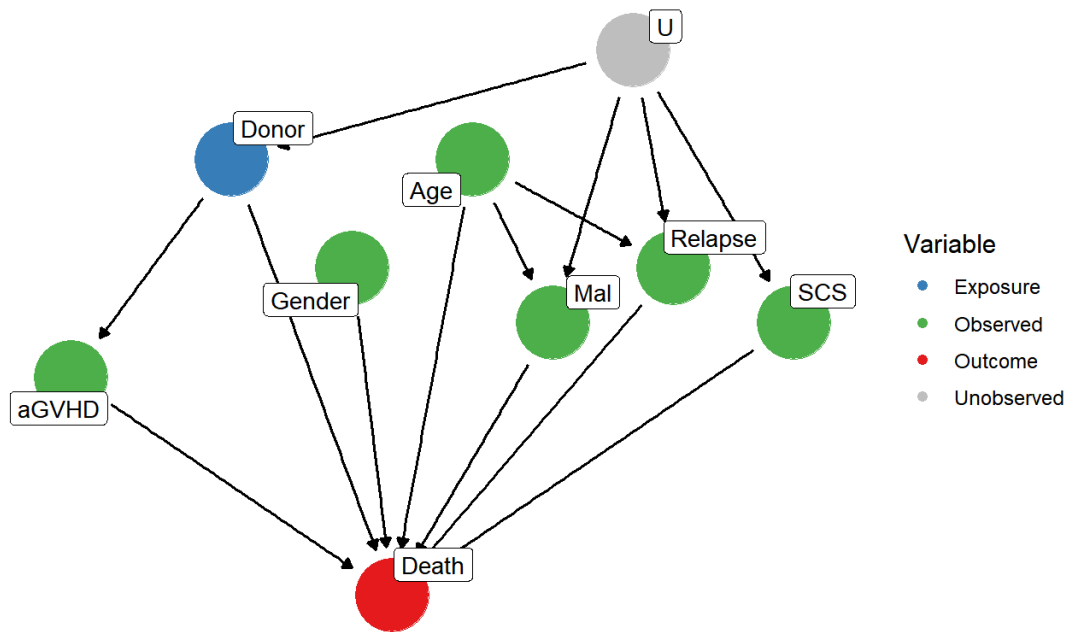 U
Donor
Age
Relapse
Gender
Mal
SCS
aGVHD
Death
Variable
Exposure
Observed
Outcome
Unobserved